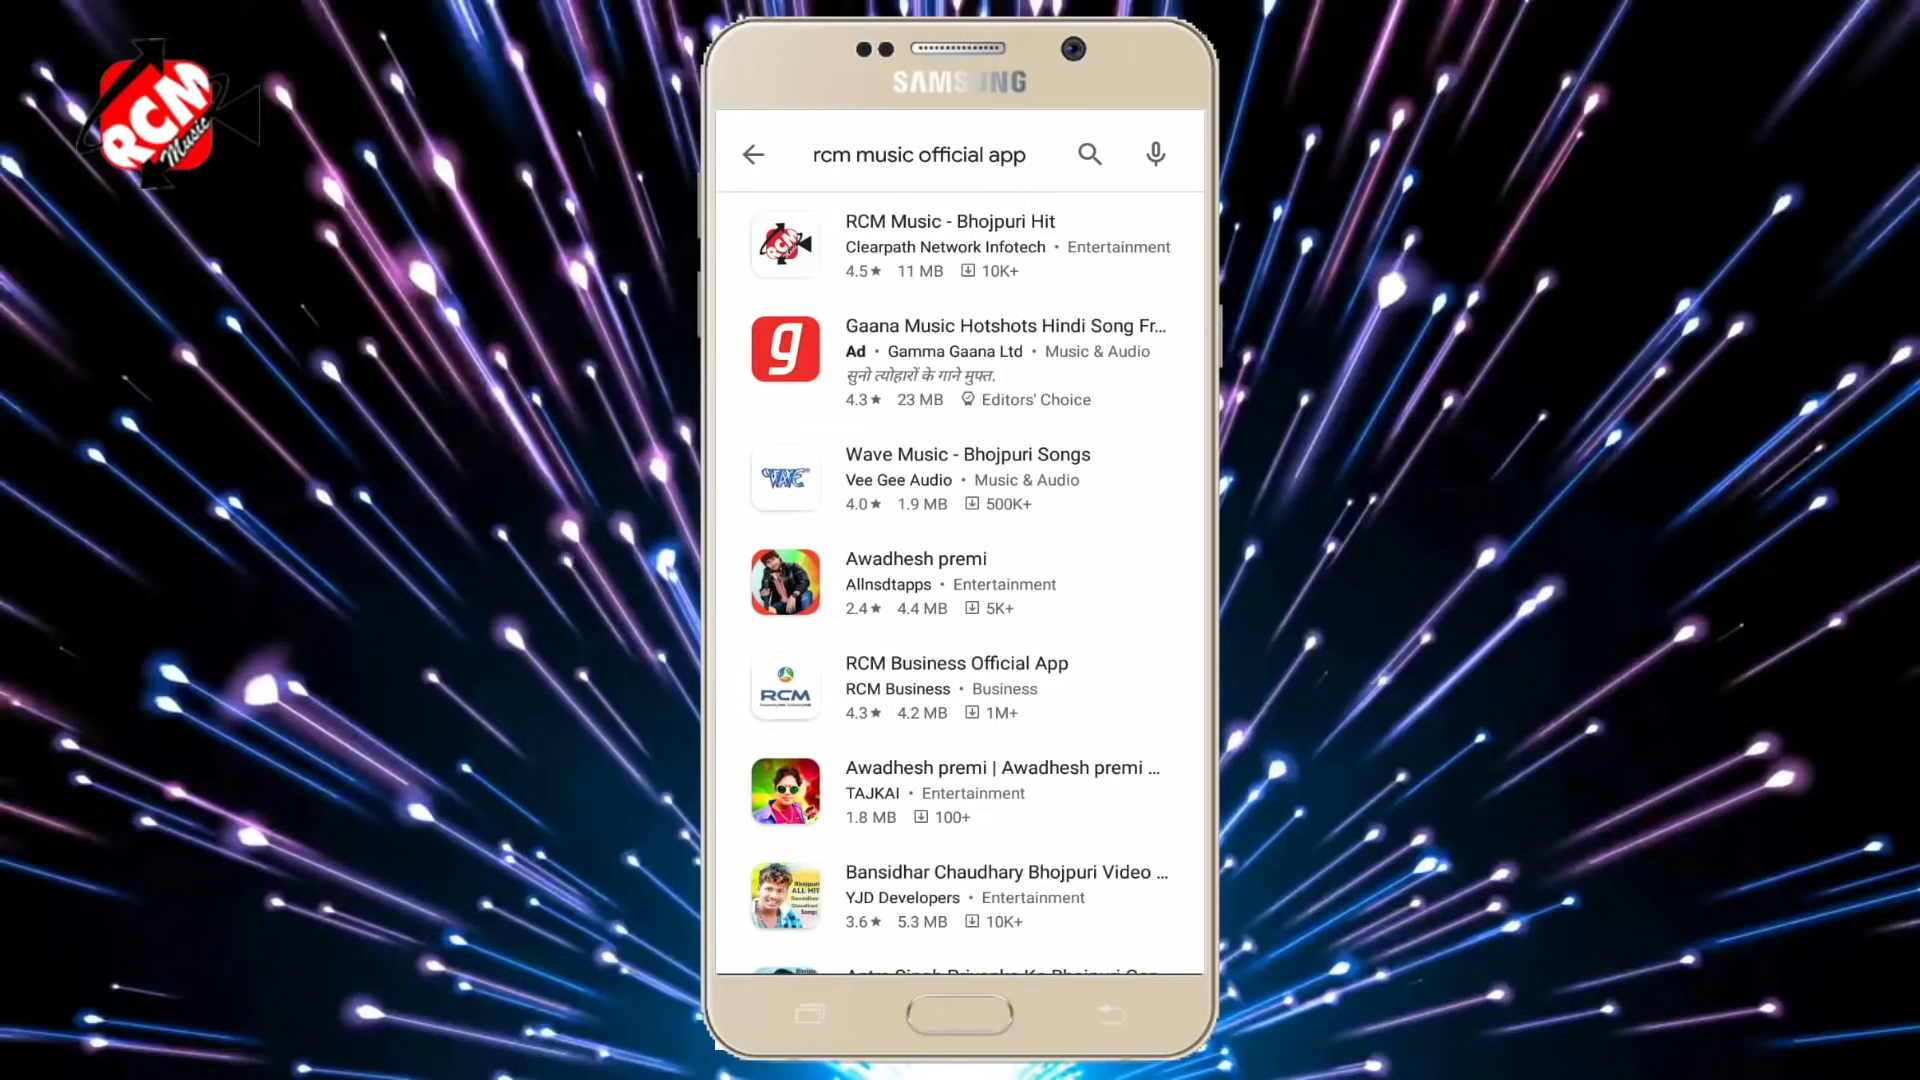 RCM
Music
SAMSUNG
rcm music official app
RCM Music - Bhojpuri Hit
Clearpath Network Infotech • Entertainment
4.5★ 11 MB 10K+
Gaana Music Hotshots Hindi Song Fr...
Ad • Gamma Gaana Ltd • Music & Audio
सुनो त्योहारों के गाने मुफ्त.
4.3★ 23 MB Editors' Choice
Wave Music - Bhojpuri Songs
Vee Gee Audio • Music & Audio
4.0★ 1.9 MB 500K+
Awadhesh premi
Allnsdtapps • Entertainment
2.4★ 4.4 MB 5K+
RCM
RCM Business Official App
RCM Business • Business
4.3★ 4.2 MB 1M+
Awadhesh premi | Awadhesh premi ...
TAJKAI • Entertainment
1.8 MB 100+
Bhojpuri
ALL HIT
Songs
Bansidhar Chaudhary Bhojpuri Video ...
YJD Developers • Entertainment
3.6★ 5.3 MB 10K+